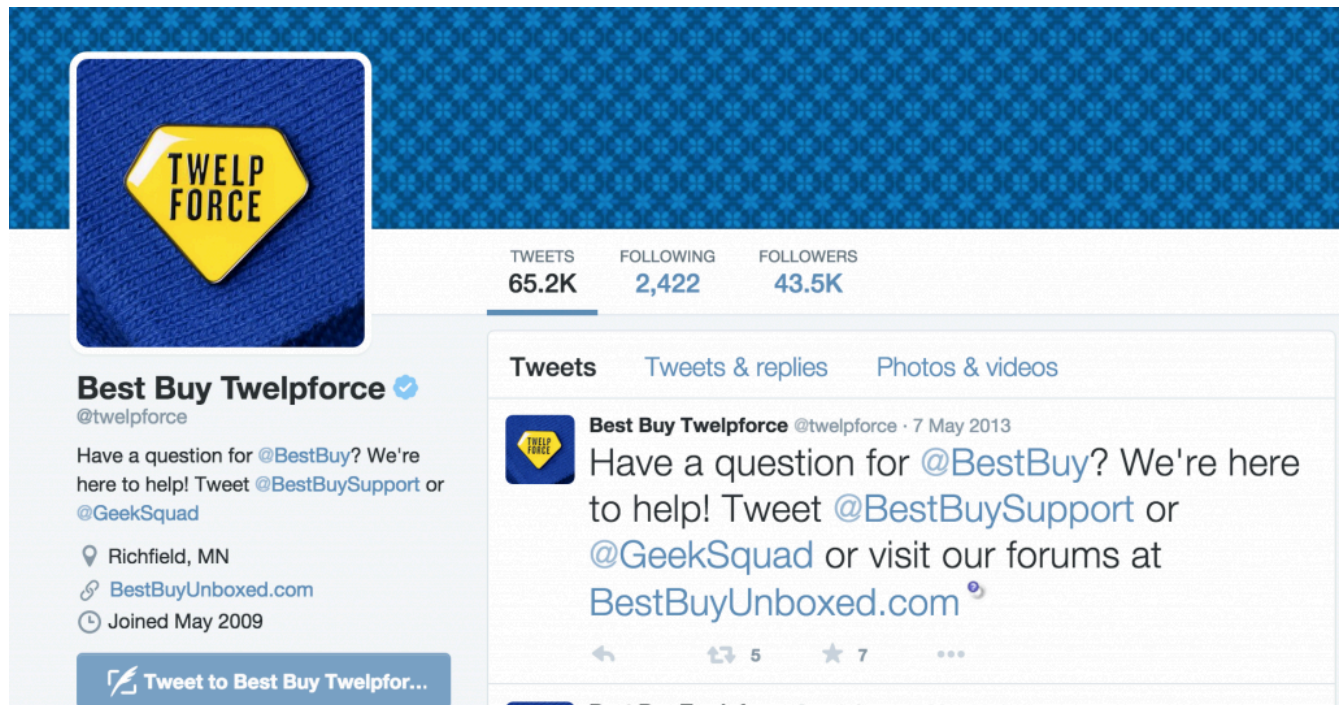 TWELP
FORCE
TWEETS FOLLOWING FOLLOWERS
65.2K 2,422 43.5K
Best Buy Twelpforce
@twelpforce
Have a question for @BestBuy? We're
here to help! Tweet @BestBuySupport or
@GeekSquad
Richfield, MN
BestBuyUnboxed.com
Joined May 2009
Tweet to Best Buy Twelpfor...
Tweets Tweets & replies Photos & videos
TWELP
FORCE
Best Buy Twelpforce @twelpforce · 7 May 2013
Have a question for @BestBuy? We're here
to help! Tweet @BestBuySupport or
@GeekSquad or visit our forums at
BestBuyUnboxed.com
5 7